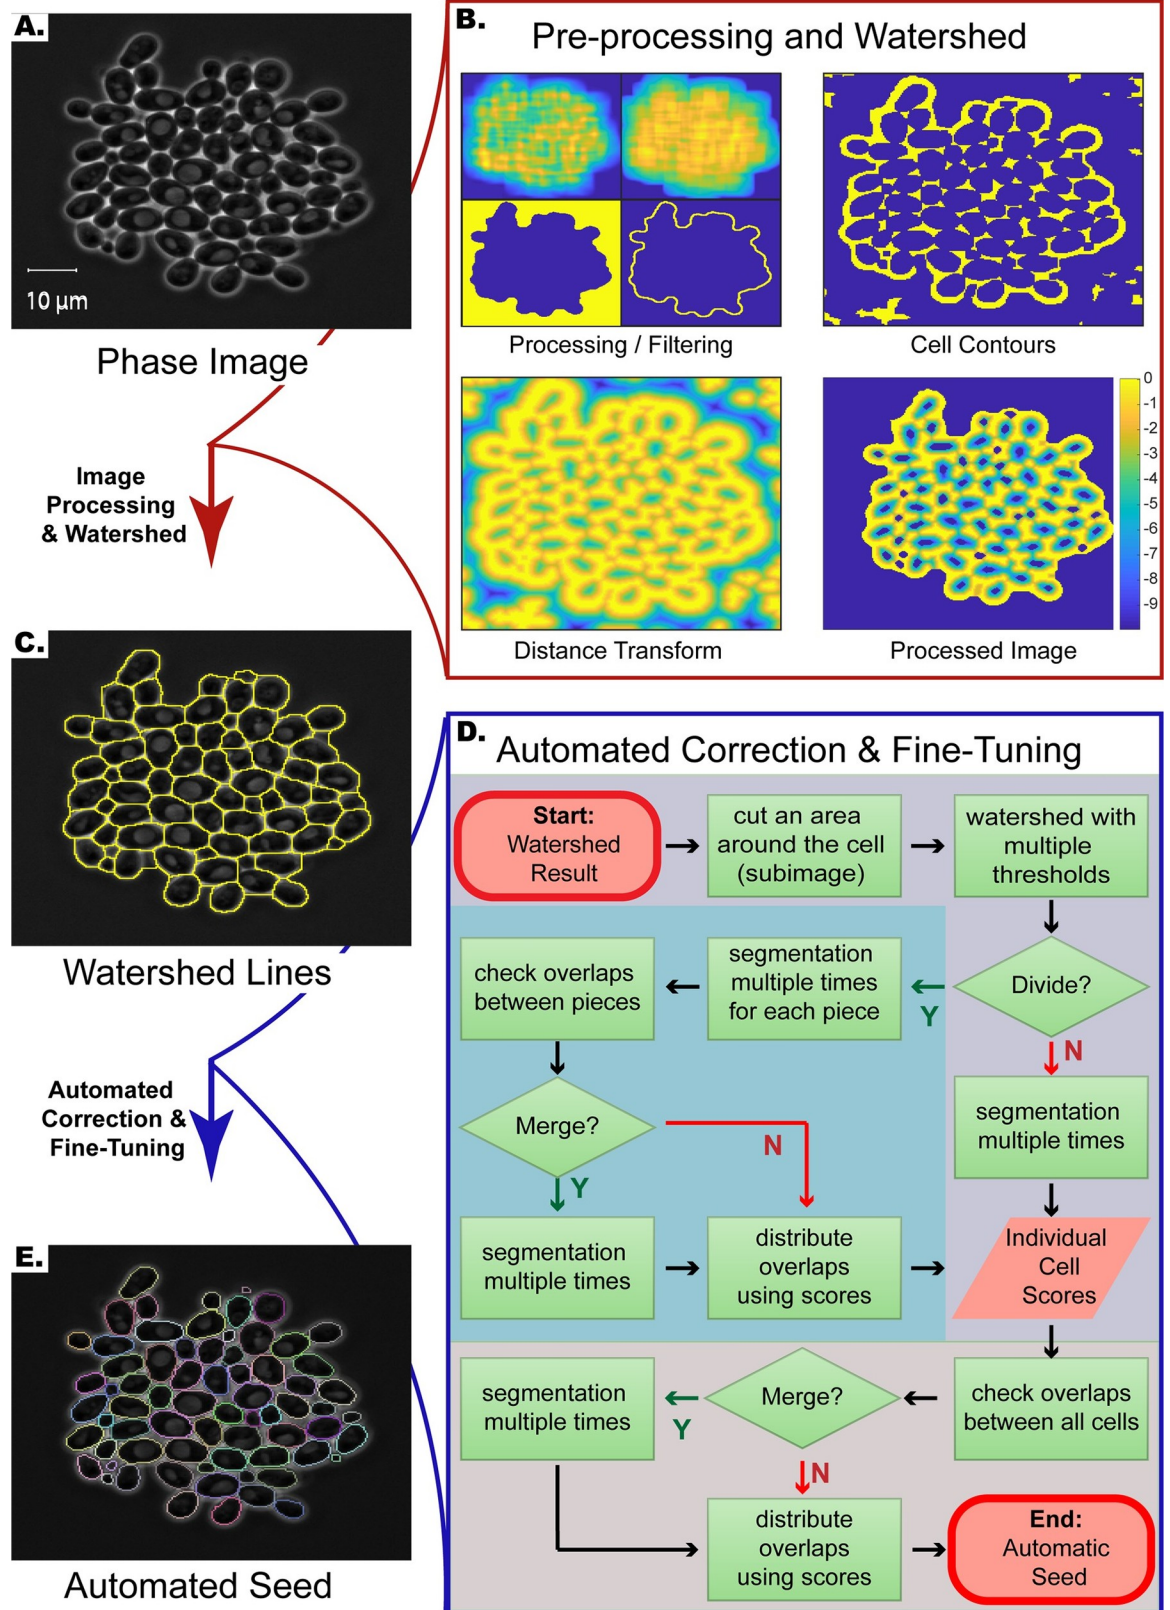 A.
10 µm
Phase Image
Image
Processing
& Watershed
B.
Pre-processing and Watershed
Processing / Filtering
Cell Contours
Distance Transform
Processed Image
0
-1
-2
-3
-4
-5
-6
-7
-8
-9
C.
Watershed Lines
Automated
Correction &
Fine-Tuning
D.
Automated Correction & Fine-Tuning
Start:
Watershed
Result
cut an area
around the cell
(subimage)
watershed with
multiple
thresholds
Divide?
Y
N
segmentation
multiple times
for each piece
check overlaps
between pieces
Merge?
N
Y
segmentation
multiple times
segmentation
multiple times
distribute
overlaps
using scores
Individual
Cell
Scores
check overlaps
between all cells
Merge?
Y
N
segmentation
multiple times
distribute
overlaps
using scores
End:
Automatic
Seed
E.
Automated Seed